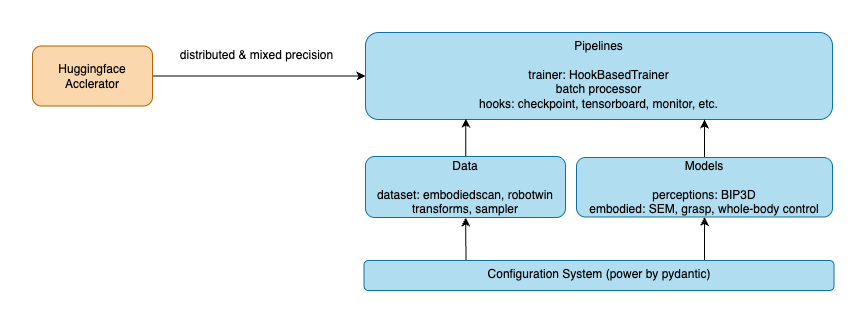 Huggingface
Acclerator
distributed & mixed precision
Pipelines
trainer: HookBasedTrainer
batch processor
hooks: checkpoint, tensorboard, monitor, etc.
Data
dataset: embodiedscan, robotwin
transforms, sampler
Models
perceptions: BIP3D
embodied: SEM, grasp, whole-body control
Configuration System (power by pydantic)